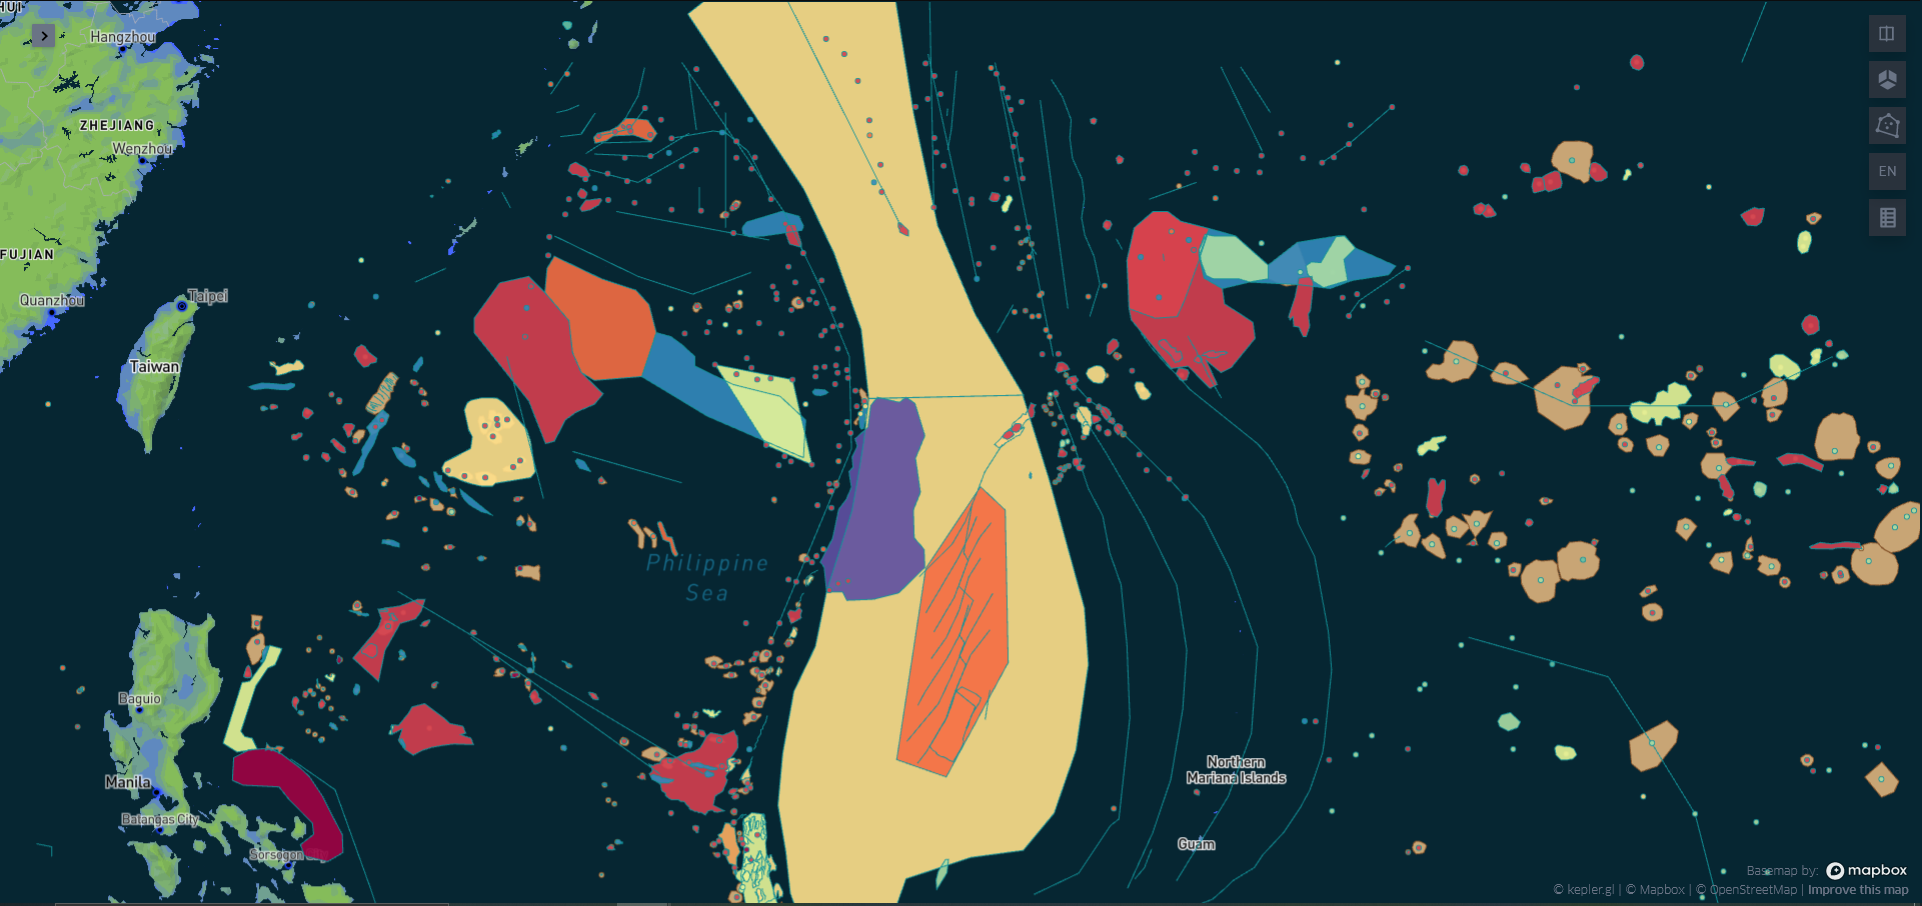 HUI
Hangzhou
ZHEJIANG
Wenzhou
FUJIAN
Quanzhou
Taipei
Taiwan
EN
Philippine
Sea
Baguio
Manila
Batangas City
Sorsogon City
Northern
Mariana Islands
Guam
Basemap by: mapbox
© kepler.gl | © Mapbox | © OpenStreetMap | Improve this map